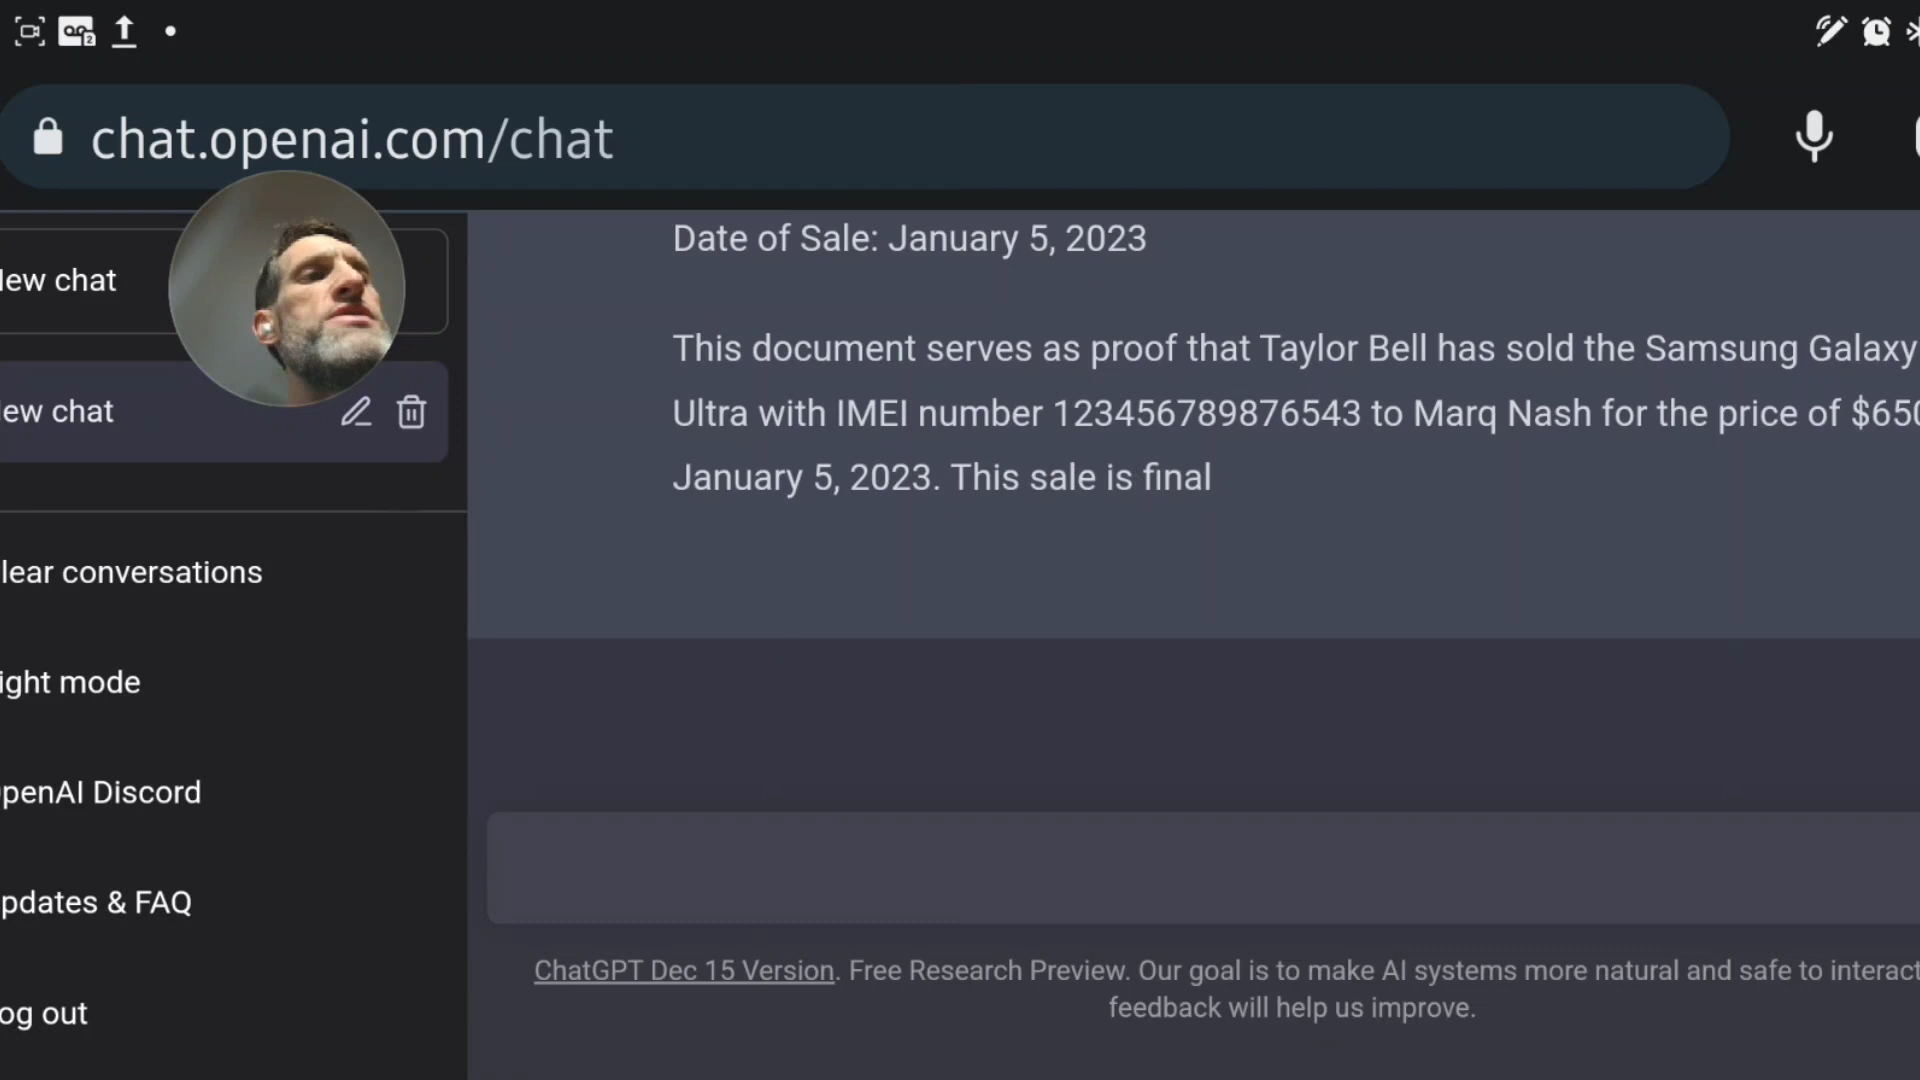 chat.openai.com/chat
ew chat
Date of Sale: January 5, 2023
This document serves as proof that Taylor Bell has sold the Samsung Galaxy
ew chat
Ultra with IMEI number 123456789876543 to Marq Nash for the price of $650
January 5, 2023. This sale is final
lear conversations
ight mode
penAI Discord
pdates & FAQ
og out
ChatGPT Dec 15 Version. Free Research Preview. Our goal is to make AI systems more natural and safe to interact
feedback will help us improve.